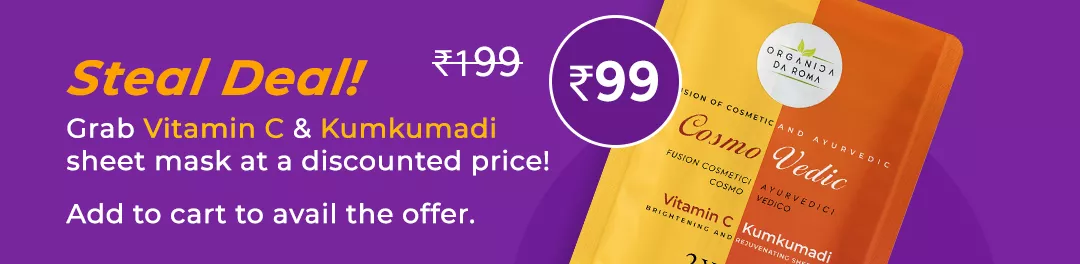 Steal Deal!
₹199
₹99
Grab Vitamin C & Kumkumadi
sheet mask at a discounted price!
Add to cart to avail the offer.
ORGANICA
DA ROMA
SION OF COSMETIC AND AYURVEDIC
Cosmo Vedic
FUSION COSMETICI
COSMO
AYURVEDICI
VEDICO
Vitamin C
BRIGHTENING AND
Kumkumadi
REJUVENATING SHE